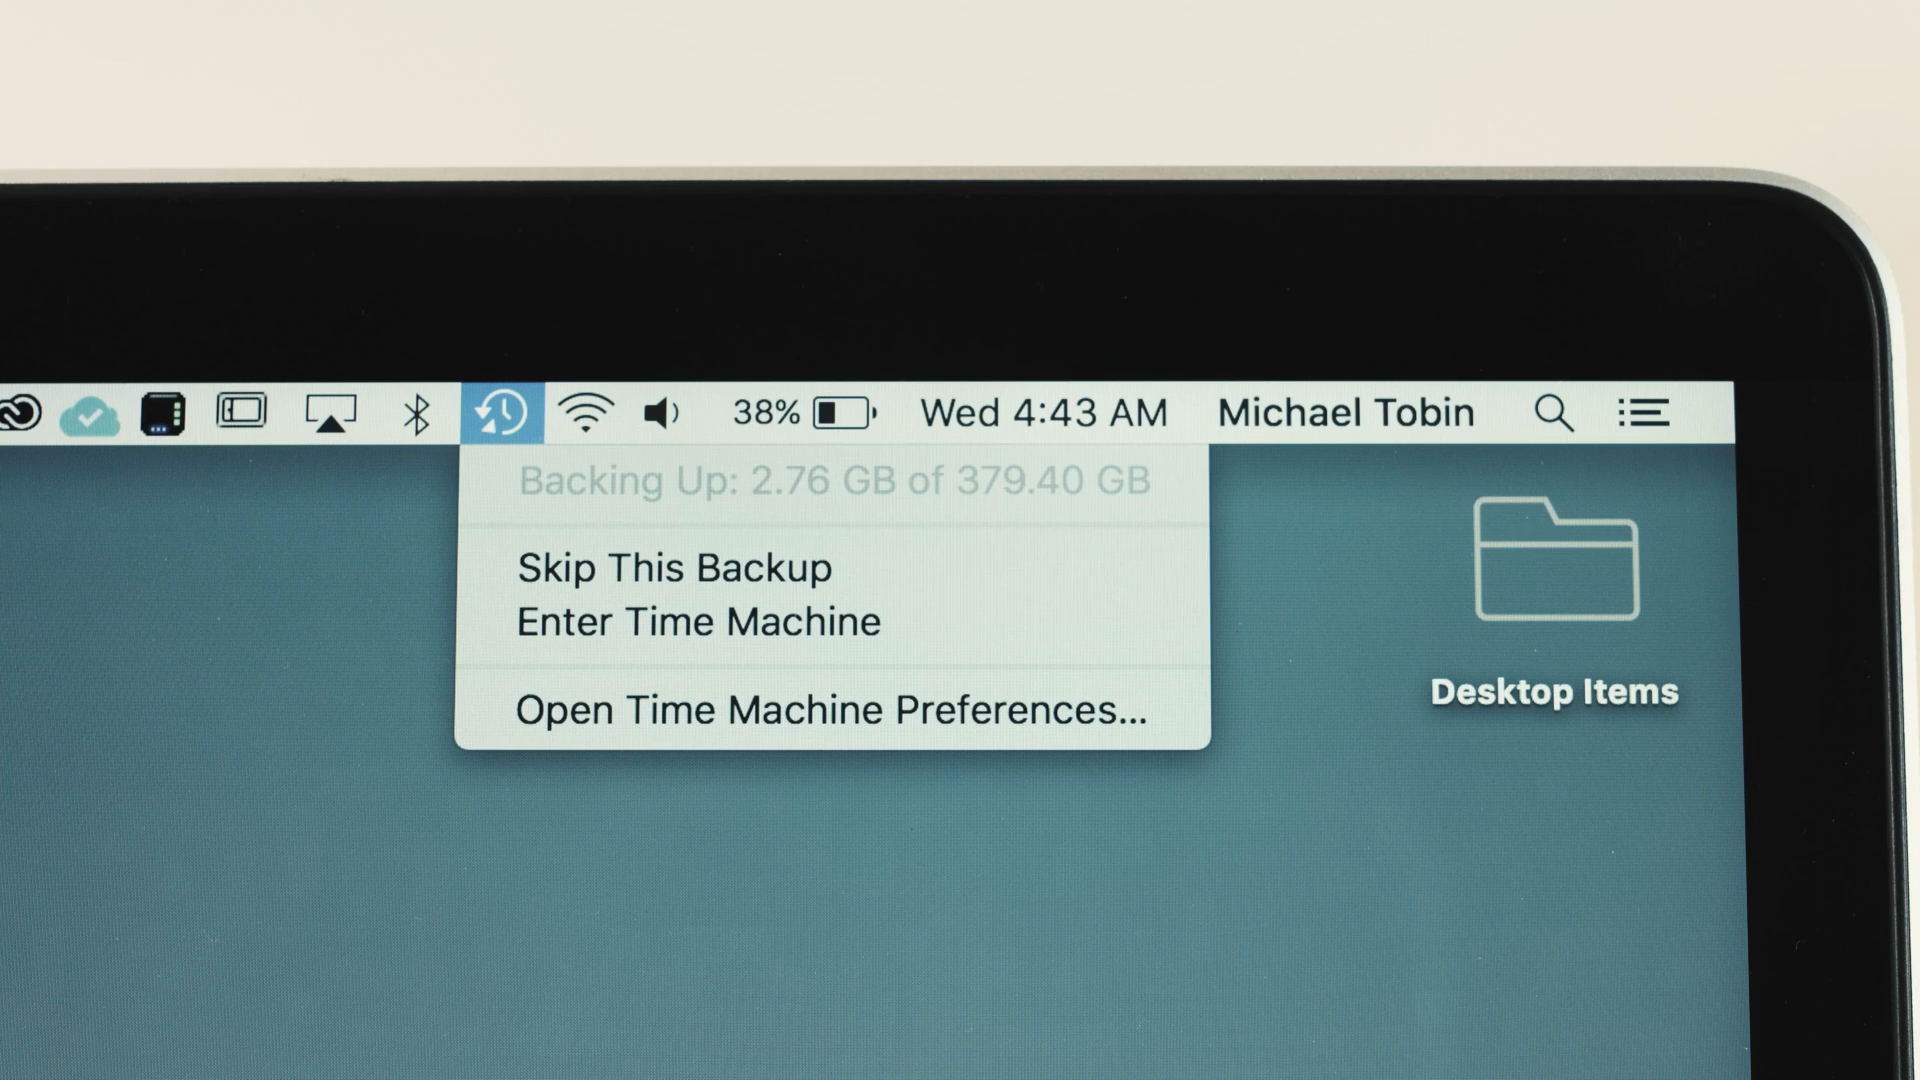 38% Wed 4:43 AM Michael Tobin
Backing Up: 2.76 GB of 379.40 GB
Skip This Backup
Enter Time Machine
Open Time Machine Preferences...
Desktop Items